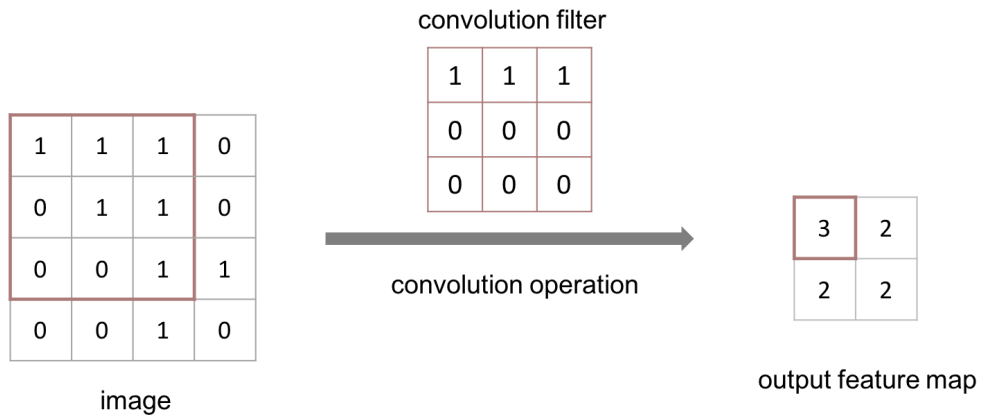 convolution filter
1 1 1
0 0 0
0 0 0
1 1 1 0
0 1 1 0
0 0 1 1
0 0 1 0
image
convolution operation
3 2
2 2
output feature map